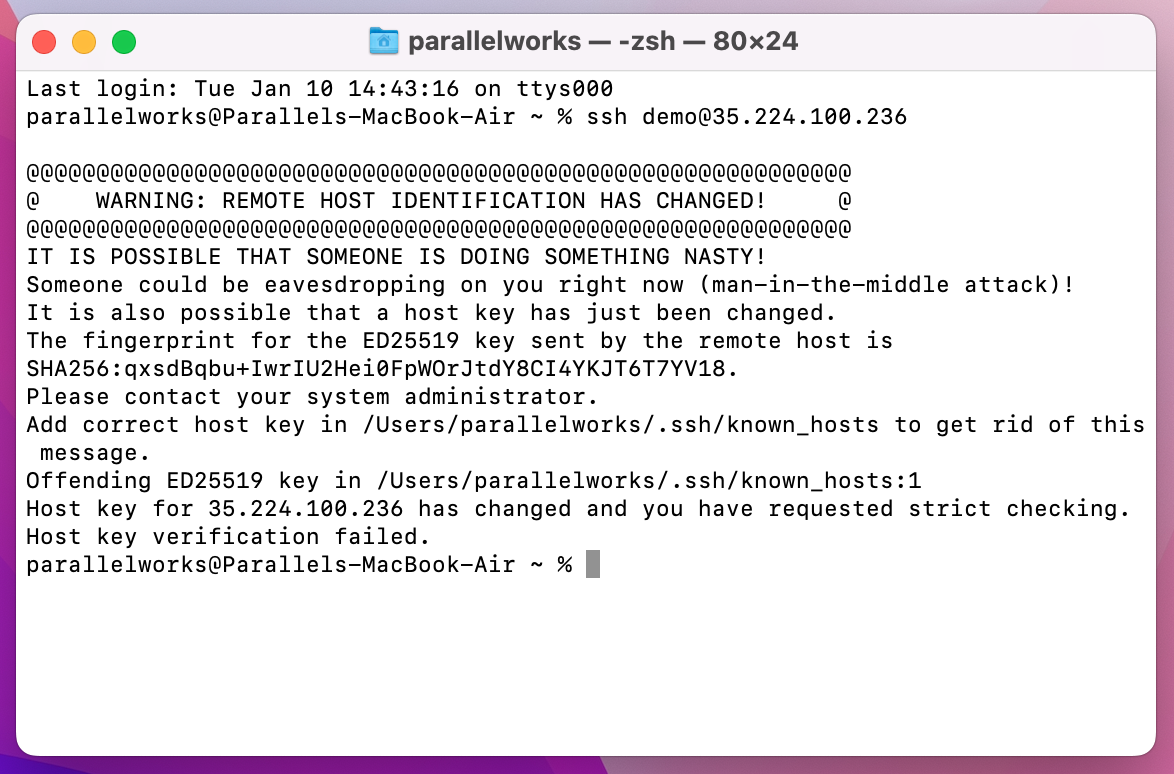 parallelworks — -zsh — 80×24
Last login: Tue Jan 10 14:43:16 on ttys000
parallelworks@Parallels-MacBook-Air ~ % ssh demo@35.224.100.236
@@@@@@@@@@@@@@@@@@@@@@@@@@@@@@@@@@@@@@@@@@@@@@@@@@@@@@@@@@@
@    WARNING: REMOTE HOST IDENTIFICATION HAS CHANGED!     @
@@@@@@@@@@@@@@@@@@@@@@@@@@@@@@@@@@@@@@@@@@@@@@@@@@@@@@@@@@@
IT IS POSSIBLE THAT SOMEONE IS DOING SOMETHING NASTY!
Someone could be eavesdropping on you right now (man-in-the-middle attack)!
It is also possible that a host key has just been changed.
The fingerprint for the ED25519 key sent by the remote host is
SHA256:qxsdBqbu+IwrIU2Hei0FpWOrJtdY8CI4YKJT6T7YV18.
Please contact your system administrator.
Add correct host key in /Users/parallelworks/.ssh/known_hosts to get rid of this
 message.
Offending ED25519 key in /Users/parallelworks/.ssh/known_hosts:1
Host key for 35.224.100.236 has changed and you have requested strict checking.
Host key verification failed.
parallelworks@Parallels-MacBook-Air ~ %